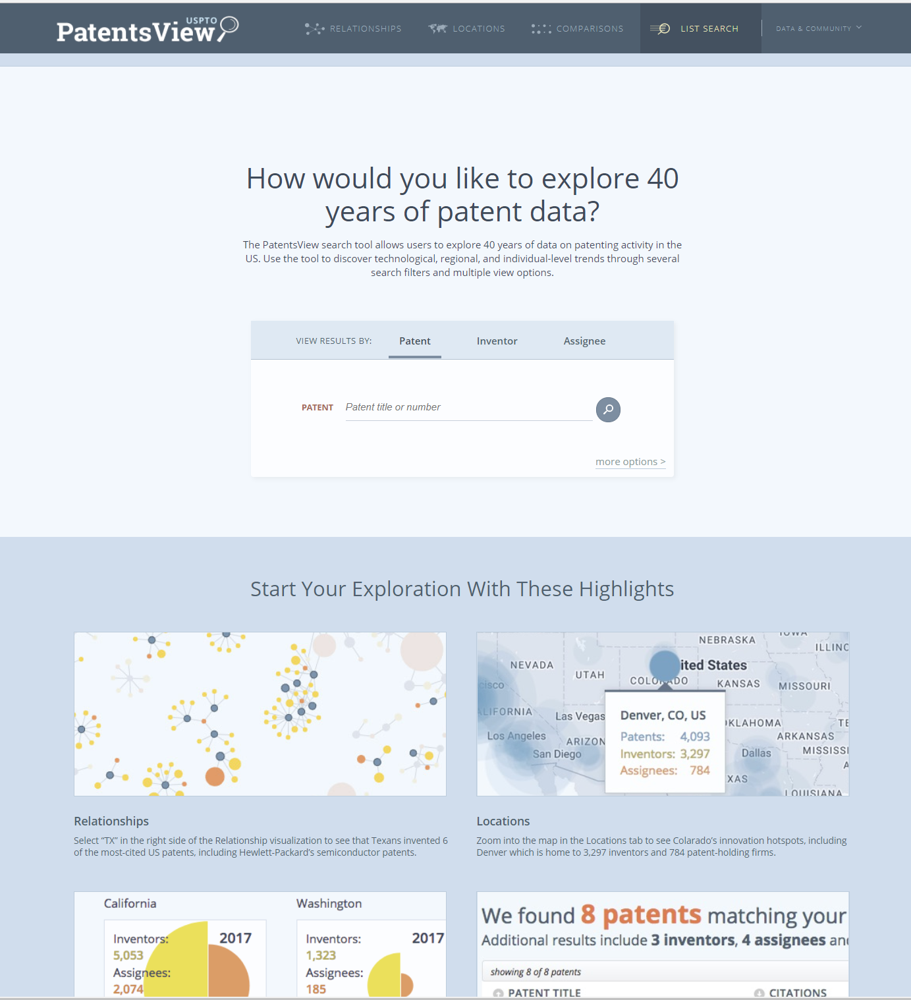 USPTO
PatentsView
RELATIONSHIPS
LOCATIONS
COMPARISONS
LIST SEARCH
DATA & COMMUNITY
How would you like to explore 40
years of patent data?
The PatentsView search tool allows users to explore 40 years of data on patenting activity in the
US. Use the tool to discover technological, regional, and individual-level trends through several
search filters and multiple view options.
VIEW RESULTS BY: Patent Inventor Assignee
PATENT Patent title or number
more options >
Start Your Exploration With These Highlights
NEBRASKA
IOWA
ILLINO
NEVADA
UTAH
ited States
COLORADO
KANSAS
MISSOURI
cisco
ALIFORNIA
Las Vegas
OKLAHOMA
TE
Los Angeles
ARIZON
ARKANSAS
San Diego
Dallas
MISSISSI
A
XAS
LOUISIANA
Denver, CO, US
Patents: 4,093
Inventors: 3,297
Assignees: 784
Relationships
Select “TX” in the right side of the Relationship visualization to see that Texans invented 6
of the most-cited US patents, including Hewlett-Packard’s semiconductor patents.
Locations
Zoom into the map in the Locations tab to see Colarado’s innovation hotspots, including
Denver which is home to 3,297 inventors and 784 patent-holding firms.
California
Inventors: 2017
5,053
Assignees:
2,074
Washington
Inventors: 2017
1,323
Assignees:
185
We found 8 patents matching your
Additional results include 3 inventors, 4 assignees and
showing 8 of 8 patents
PATENT TITLE CITATIONS